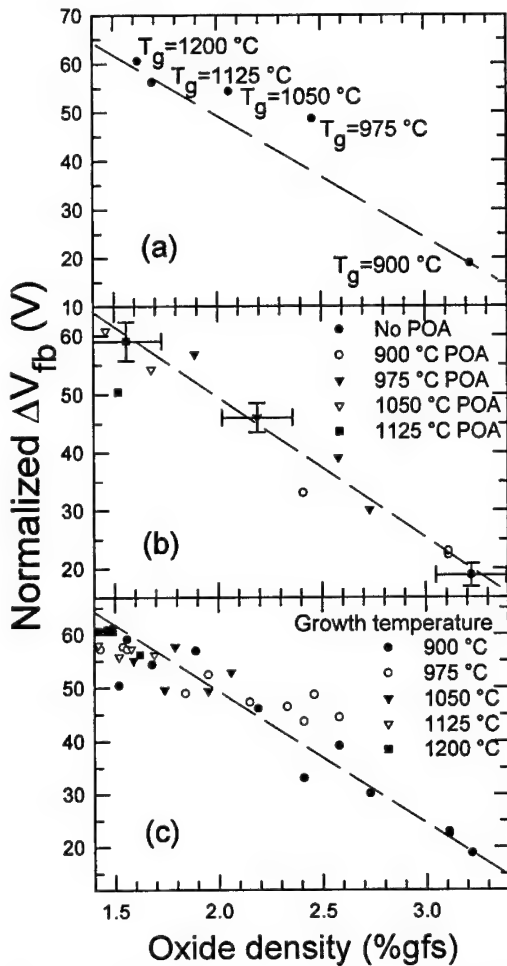 70
60
50
40
30
20
10
T_g=1200 °C
T_g=1125 °C
T_g=1050 °C
T_g=975 °C
T_g=900 °C
(a)
Normalized ΔV_fb (V)
60
50
40
30
20
No POA
900 °C POA
975 °C POA
1050 °C POA
1125 °C POA
(b)
60
50
40
30
20
Growth temperature
900 °C
975 °C
1050 °C
1125 °C
1200 °C
(c)
1.5 2.0 2.5 3.0
Oxide density (%gfs)